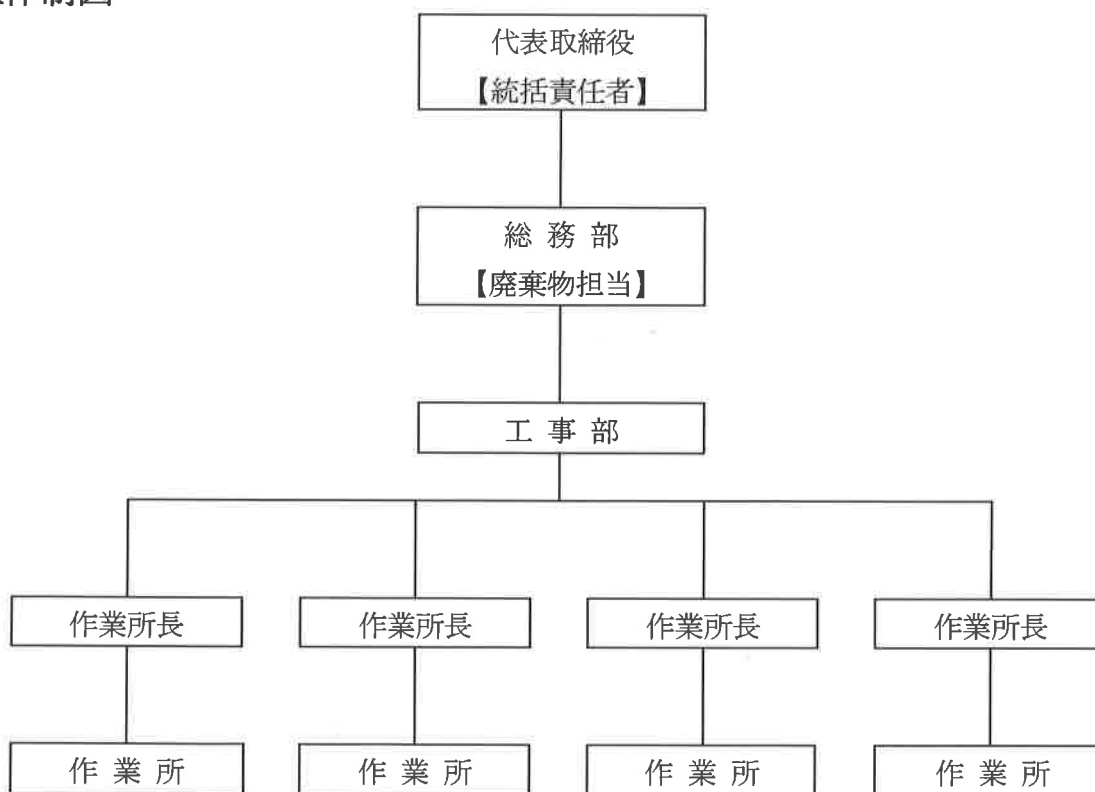 代表取締役
【統括責任者】
総 務 部
【廃棄物担当】
工 事 部
作業所長 作業所長 作業所長 作業所長
作 業 所 作 業 所 作 業 所 作 業 所